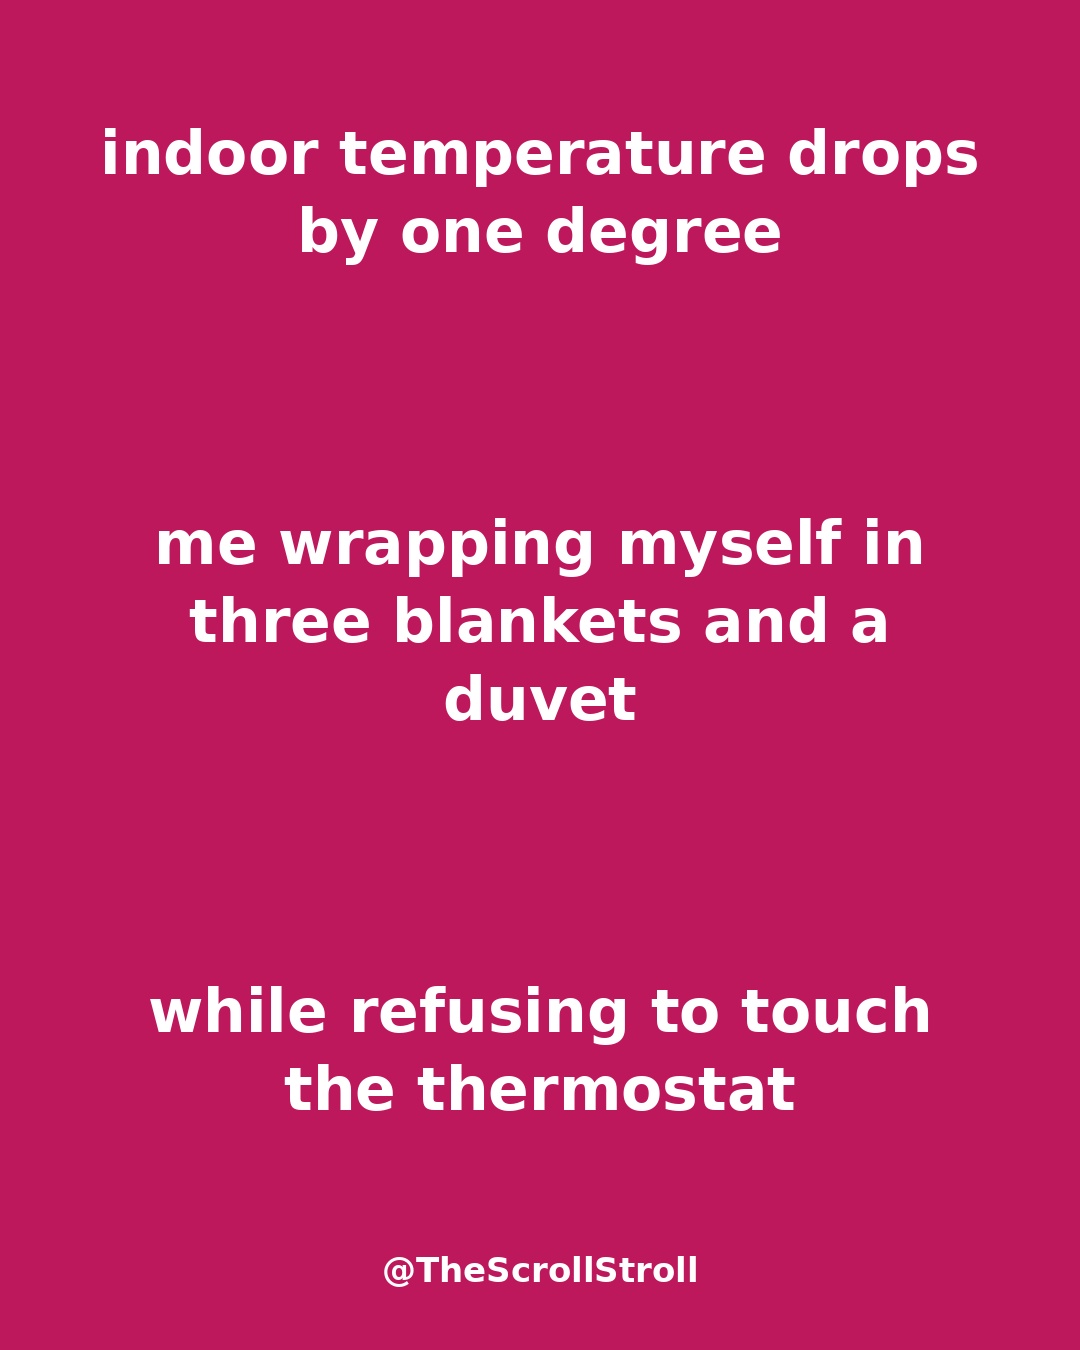 indoor temperature drops
by one degree
me wrapping myself in
three blankets and a
duvet
while refusing to touch
the thermostat
@TheScrollStroll